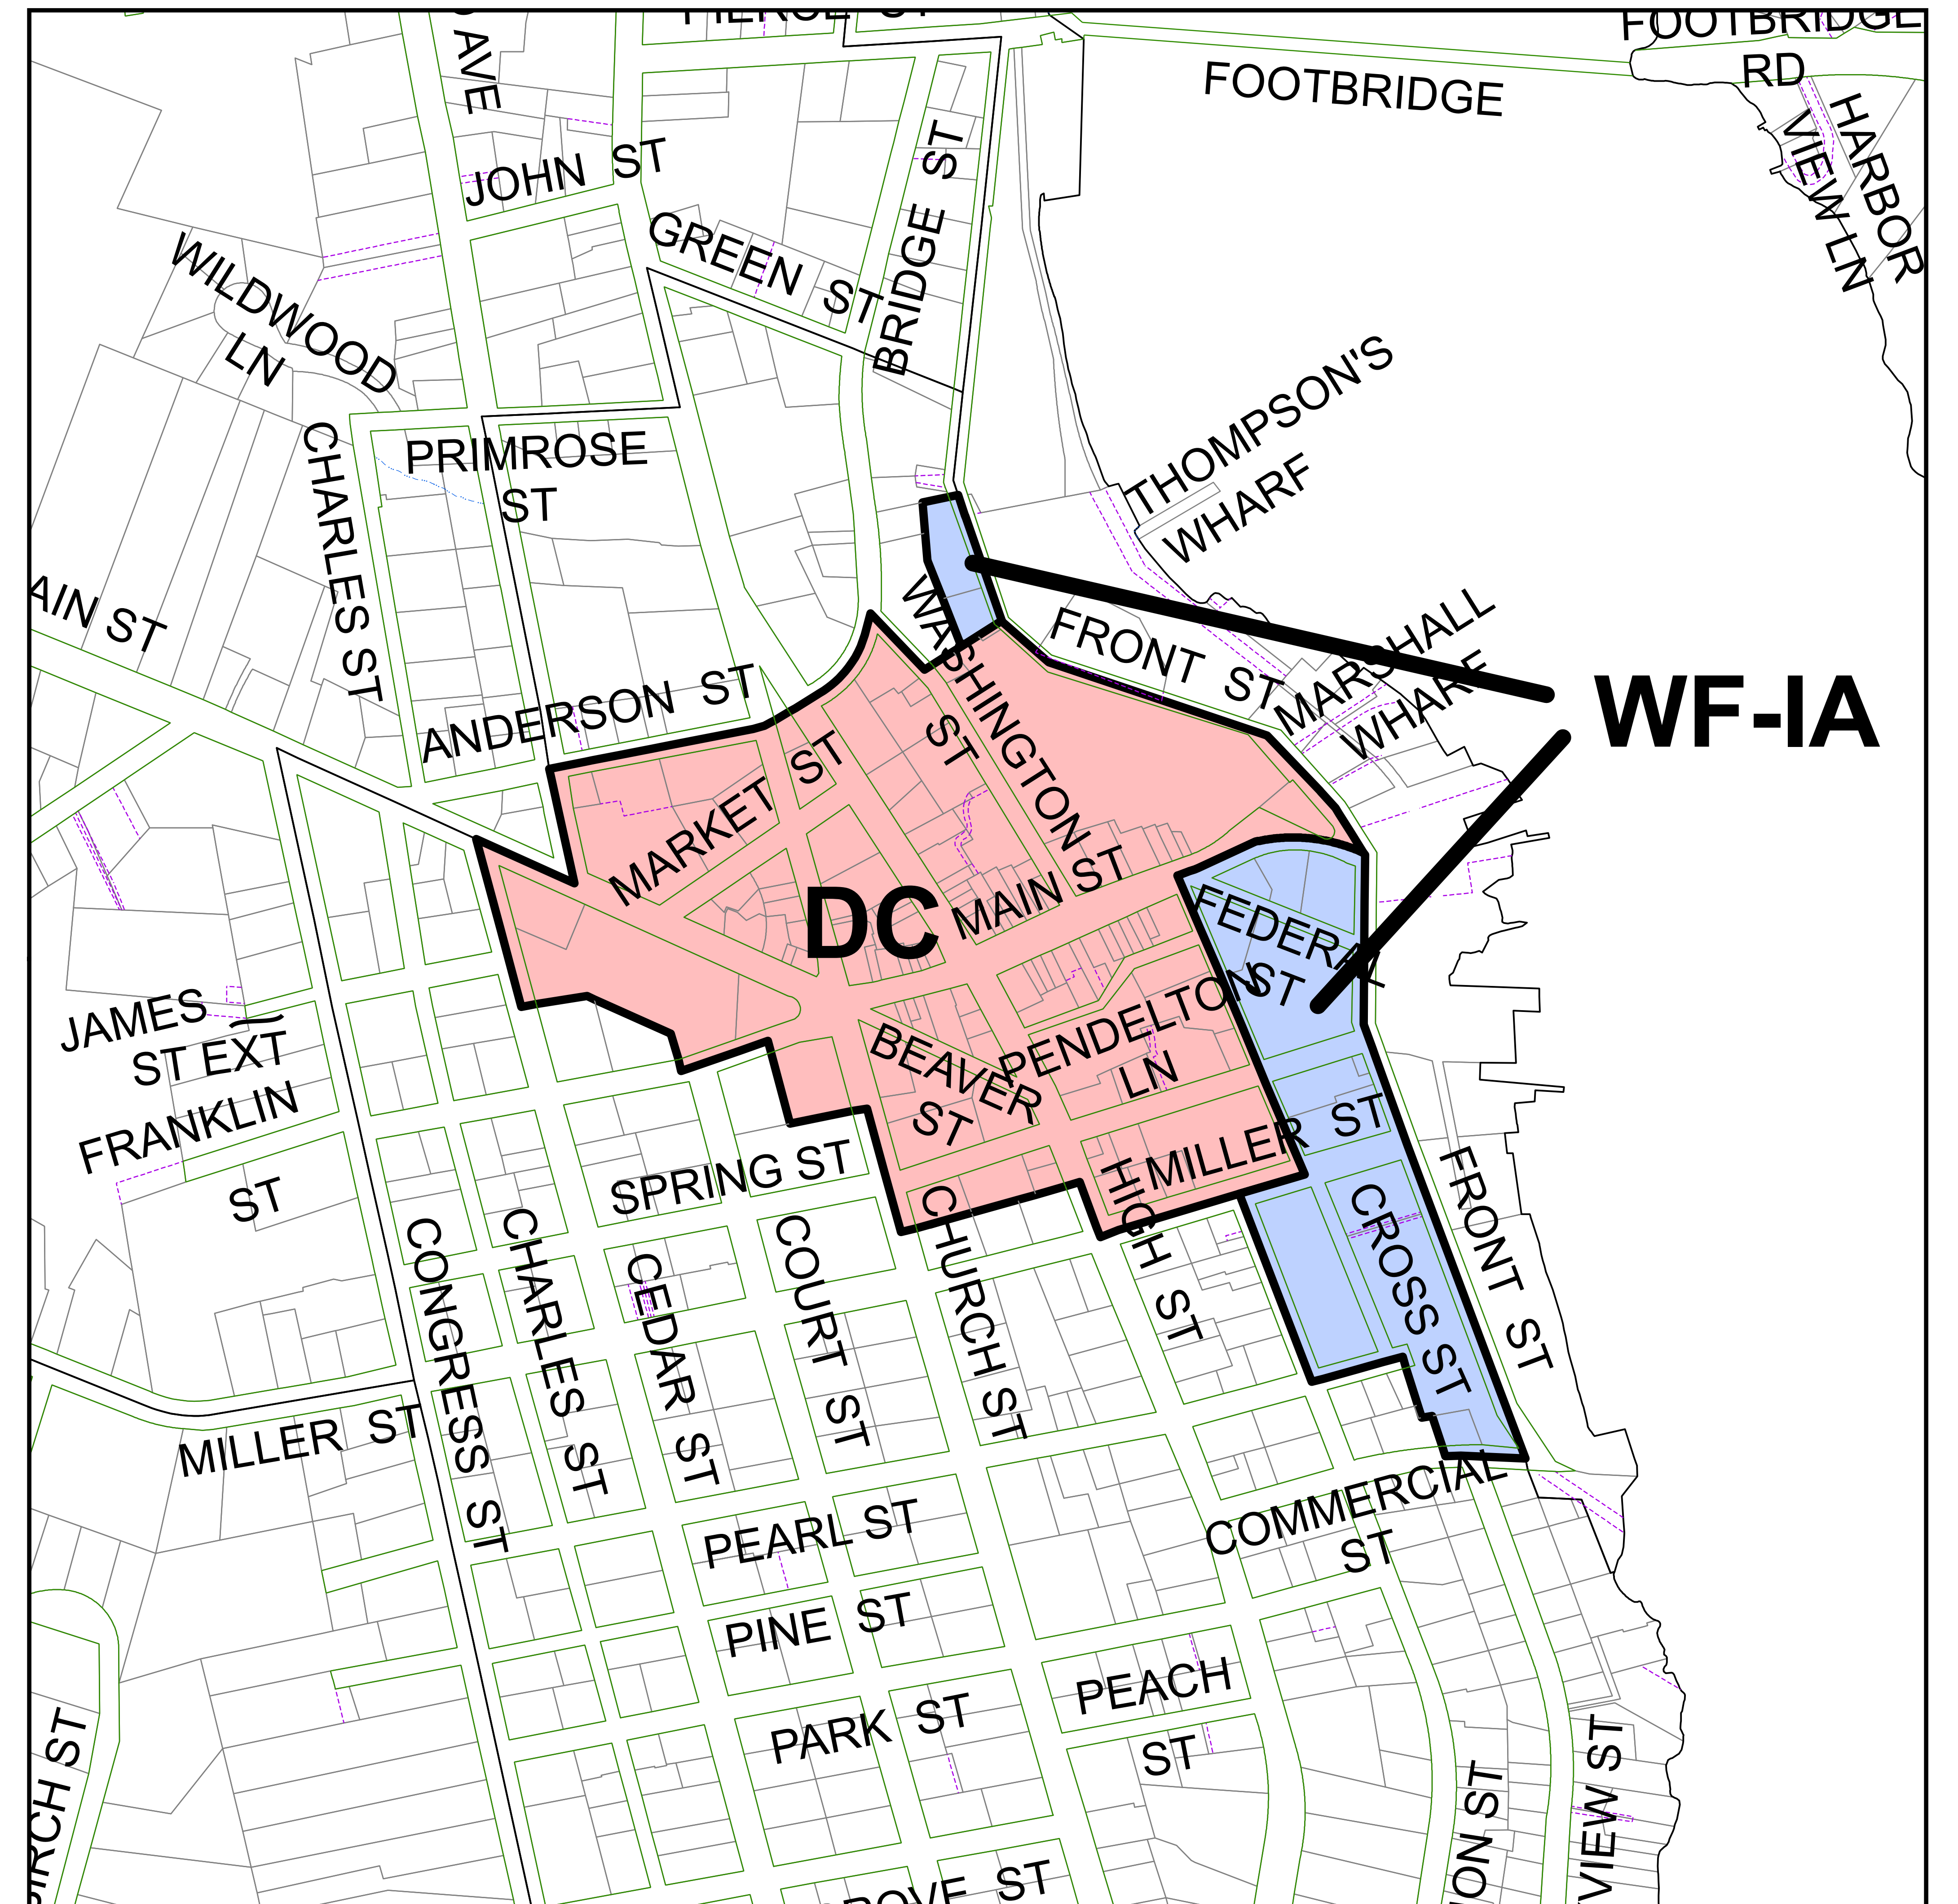 PIERCE ST
FOOTBRIDGE
RD
AVE
FOOTBRIDGE
HARBOR
VIEW LN
JOHN ST
GREEN ST
BRIDGE ST
WILDWOOD
LN
THOMPSON'S
WHARF
CHARLES ST
PRIMROSE
ST
AIN ST
WASHINGTON
ST
FRONT ST
MARSHALL
WHARF
WF-IA
ANDERSON ST
MARKET ST
DC
MAIN ST
FEDERAL
ST
JAMES
ST EXT
FRANKLIN
ST
BEAVER
ST
PENDELTON
LN
MILLER ST
SPRING ST
HIGH ST
CROSS ST
FRONT ST
CONGRESS ST
CHARLES ST
CEDAR ST
COURT ST
CHURCH ST
MILLER ST
COMMERCIAL
ST
PEARL ST
PINE ST
PEACH
ST
PARK ST
BIRCH ST
ON ST
VIEW ST
ROVE ST